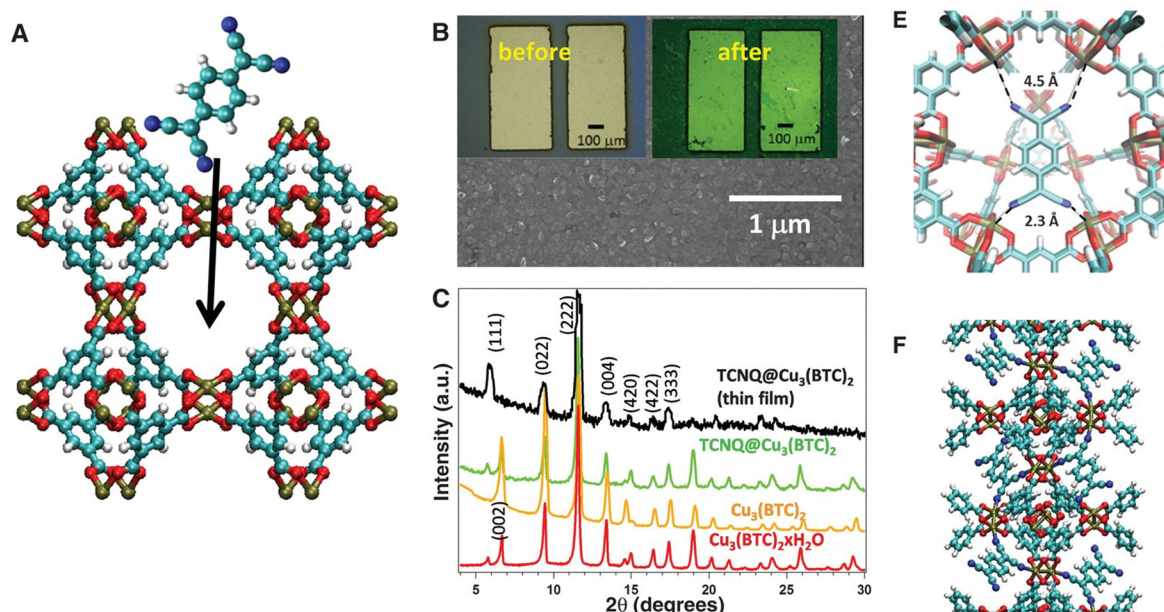 A
B
before
after
100 μm
100 μm
100 μm
1 μm
C
Intensity (a.u.)
(111)
(022)
(222)
(004)
(420)
(422)
(333)
(002)
TCNQ@Cu₃(BTC)₂
(thin film)
TCNQ@Cu₃(BTC)₂
Cu₃(BTC)₂
Cu₃(BTC)₂xH₂O
5
10
15
20
25
30
2θ (degrees)
E
4.5 Å
2.3 Å
F